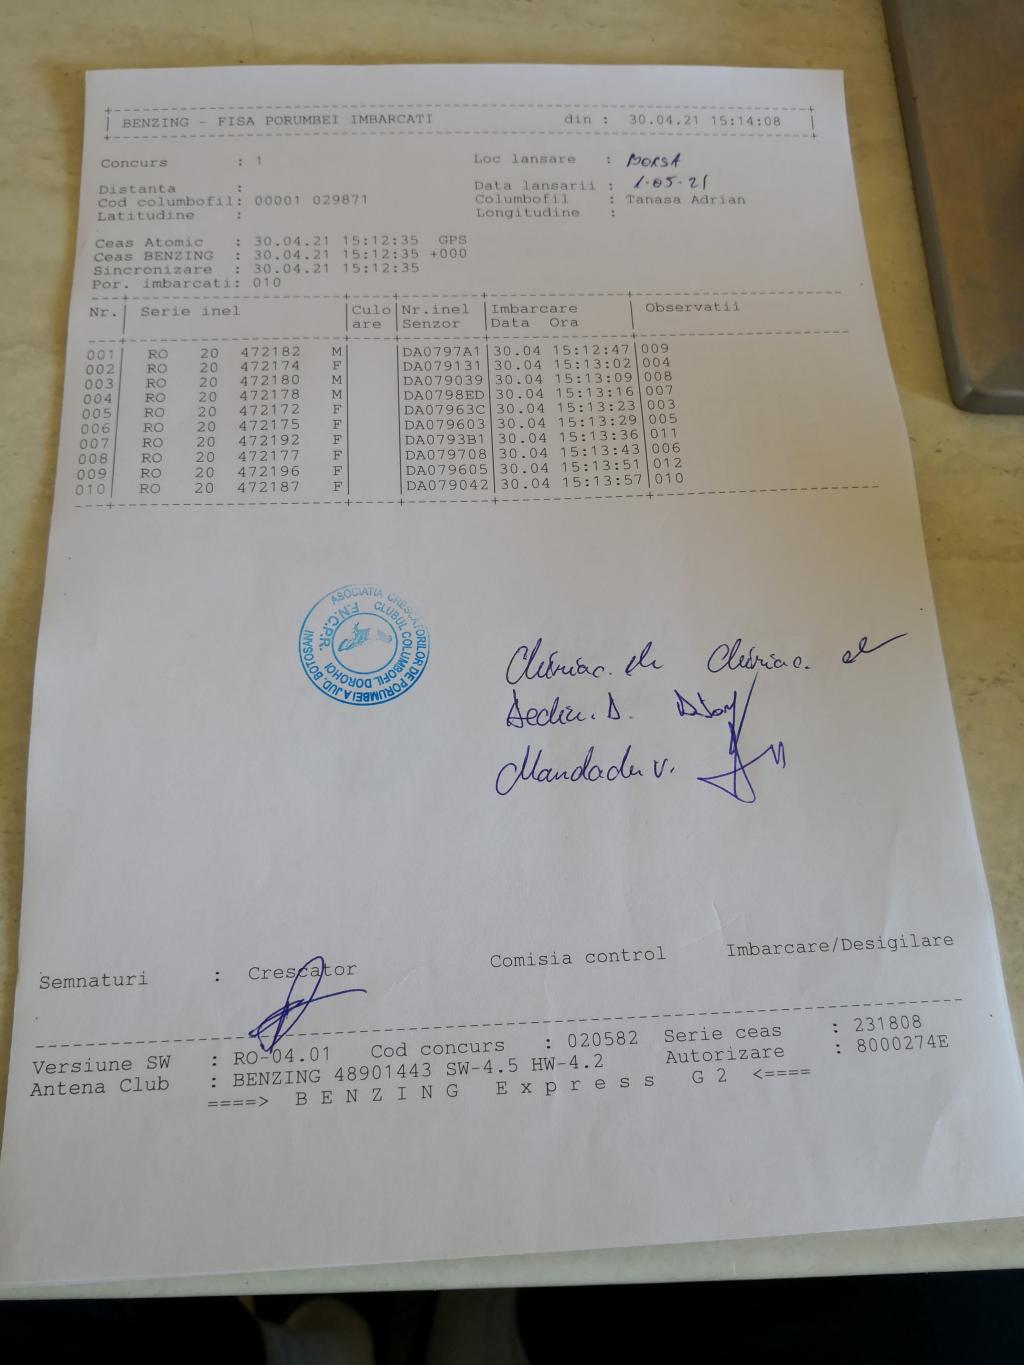 BENZING - FISA PORUMBEI IMBARCATI din : 30.04.21 15:14:08
Concurs : 1 Loc lansare : BORSA
Distanta : Data lansarii : 1-05-21
Cod columbofil: 00001 029871 Columbofil : Tanasa Adrian
Latitudine : Longitudine :
Ceas Atomic : 30.04.21 15:12:35 GPS
Ceas BENZING : 30.04.21 15:12:35 +000
Sincronizare : 30.04.21 15:12:35
Por. imbarcati: 010
Nr. Serie inel Culo Nr.inel Imbarcare Observatii
are Senzor Data Ora
001 RO 20 472182 M DA0797A1 30.04 15:12:47 009
002 RO 20 472174 F DA079131 30.04 15:13:02 004
003 RO 20 472180 M DA079039 30.04 15:13:09 008
004 RO 20 472178 M DA0798ED 30.04 15:13:16 007
005 RO 20 472172 F DA07963C 30.04 15:13:23 003
006 RO 20 472175 F DA079603 30.04 15:13:29 005
007 RO 20 472192 F DA0793B1 30.04 15:13:36 011
008 RO 20 472177 F DA079708 30.04 15:13:43 006
009 RO 20 472196 F DA079605 30.04 15:13:51 012
010 RO 20 472187 F DA079042 30.04 15:13:57 010
ASOCIATIA CRESCATORILOR DE PORUMBEI A JUD. BOTOSANI
F.N.C.P.R. CLUBUL COLUMBOFIL DOROHOI
Semnaturi : Crescator Comisia control Imbarcare/Desigilare
Versiune SW : RO-04.01 Cod concurs : 020582 Serie ceas : 231808
Antena Club : BENZING 48901443 SW-4.5 HW-4.2 Autorizare : 8000274E
====> B E N Z I N G E x p r e s s G 2 <====